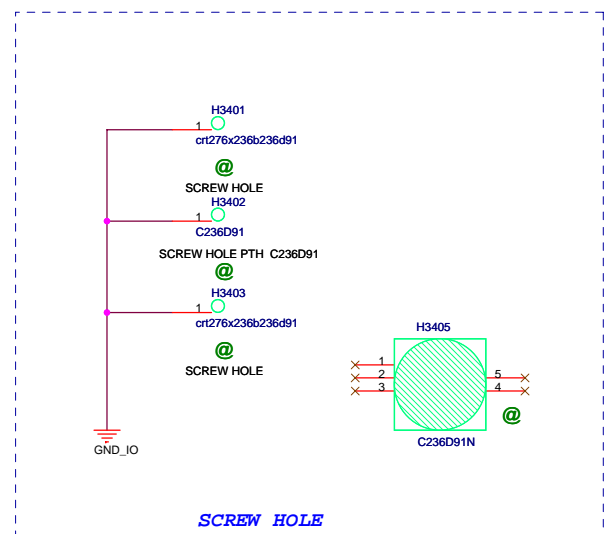 H3401
1
crt276x236b236d91
@
SCREW HOLE
H3402
1
C236D91
SCREW HOLE PTH C236D91
@
H3403
1
crt276x236b236d91
@
SCREW HOLE
GND_IO
H3405
1
2
3
5
4
@
C236D91N
SCREW HOLE